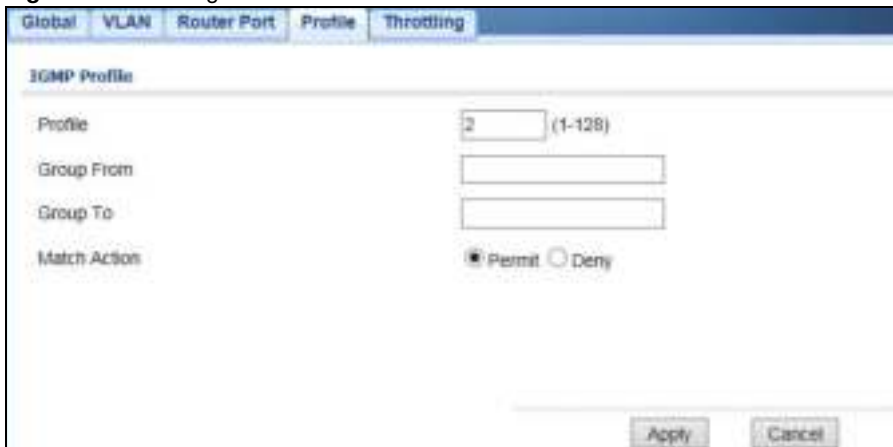 Global VLAN Router Port Profile Throttling
IGMP Profile
Profile 2 (1-128)
Group From
Group To
Match Action Permit Deny
Apply Cancel